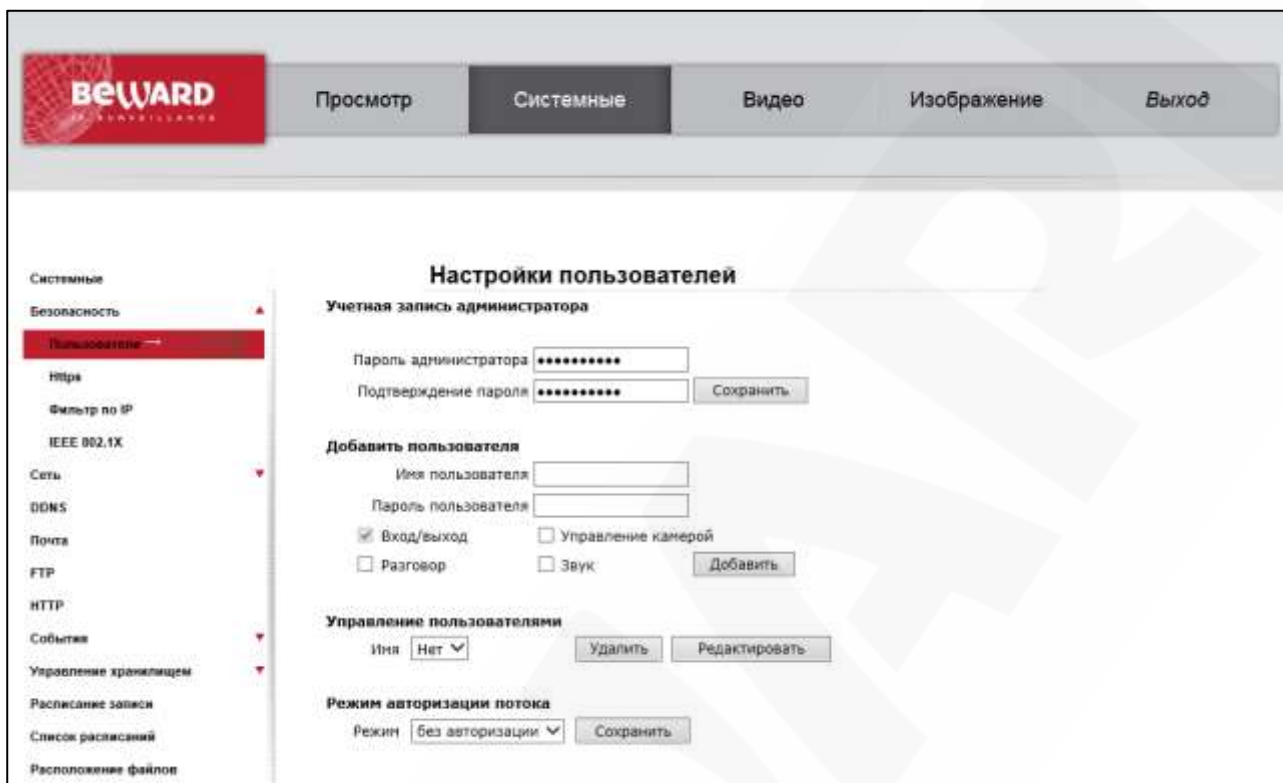 BEWARD
IP SURVEILLANCE
Просмотр
Системные
Видео
Изображение
Выход
Системные
Безопасность
Пользователи →
Https
Фильтр по IP
IEEE 802.1X
Сеть
DDNS
Почта
FTP
HTTP
События
Управление хранилищем
Расписание записи
Список расписаний
Расположение файлов
Настройки пользователей
Учетная запись администратора
Пароль администратора ●●●●●●●●●●
Подтверждение пароля ●●●●●●●●●● Сохранить
Добавить пользователя
Имя пользователя
Пароль пользователя
Вход/выход Управление камерой
Разговор Звук Добавить
Управление пользователями
Имя Нет Удалить Редактировать
Режим авторизации потока
Режим без авторизации Сохранить